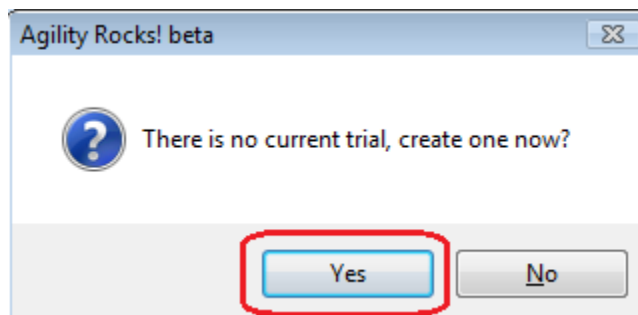 Agility Rocks! beta
There is no current trial, create one now?
Yes No